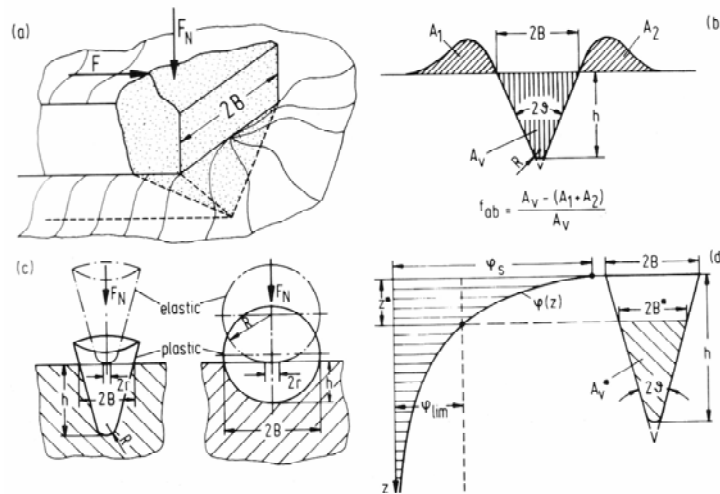 (a)
F_N
F
2B
(b)
A_1
2B
A_2
2ϑ
h
A_V
R
f_ab = A_V - (A_1 + A_2) / A_V
(c)
F_N
elastic
F_N
R
plastic
2r
h
2B
R
2r
h
2B
φ_s
2B
(d)
z*
φ(z)
2B*
h
A_V*
2ϑ
φ_lim
z